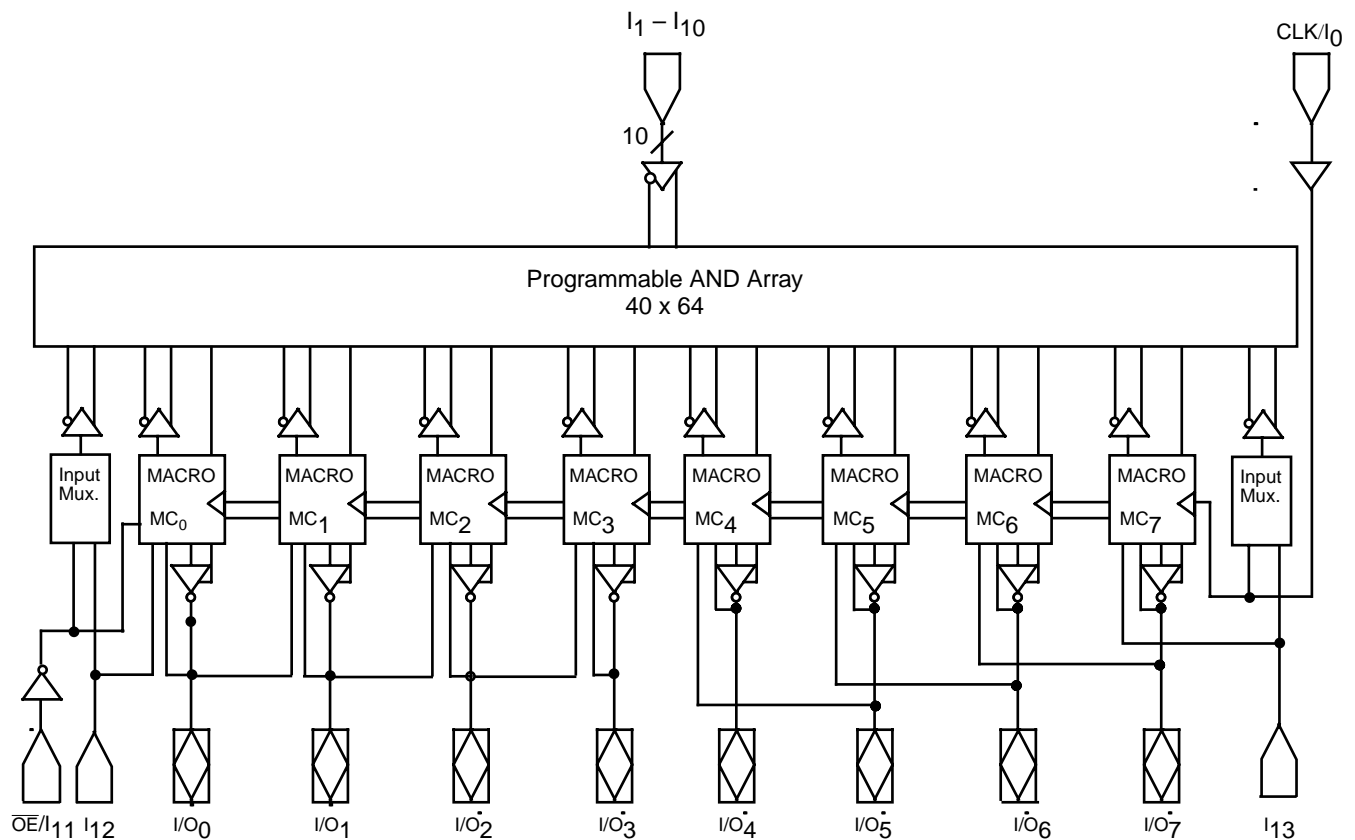 I1 – I10
CLK/I0
10
Programmable AND Array
40 x 64
Input
Mux.
MACRO
MC0
MACRO
MC1
MACRO
MC2
MACRO
MC3
MACRO
MC4
MACRO
MC5
MACRO
MC6
MACRO
MC7
Input
Mux.
OE/I11
I12
I/O0
I/O1
I/O2
I/O3
I/O4
I/O5
I/O6
I/O7
I13